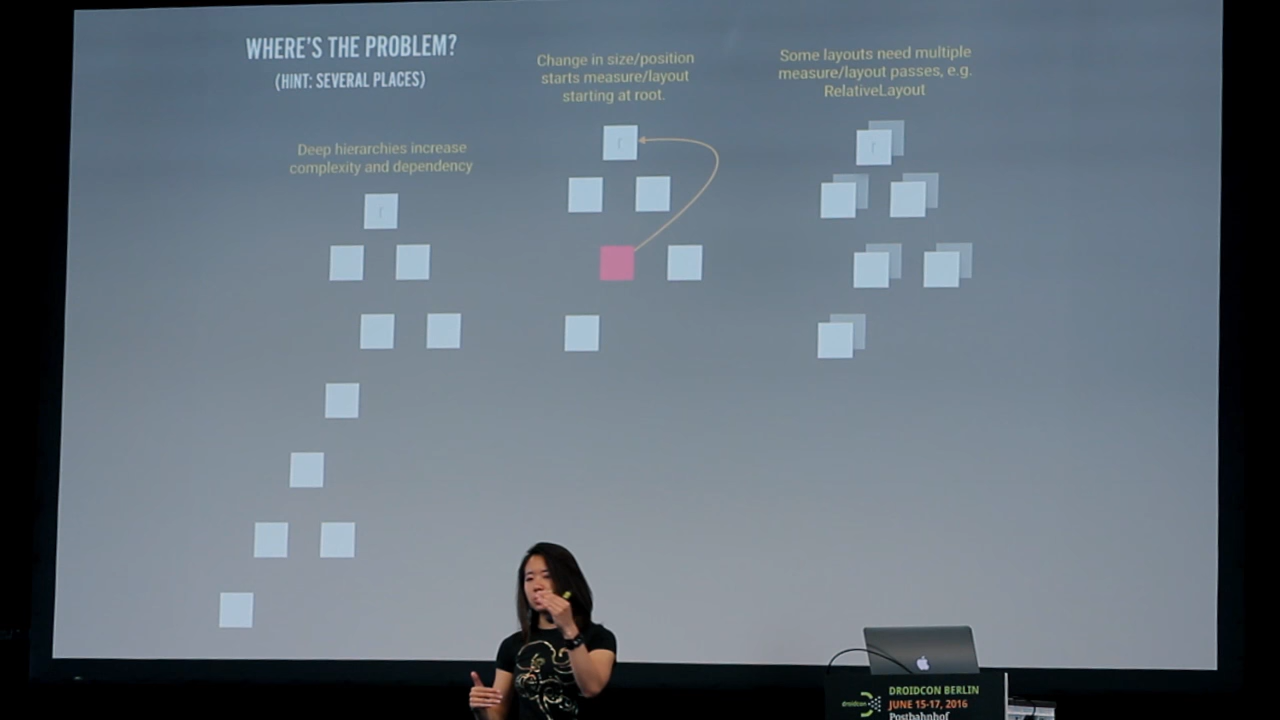 WHERE'S THE PROBLEM?
(HINT: SEVERAL PLACES)
Deep hierarchies increase
complexity and dependency
Change in size/position
starts measure/layout
starting at root.
Some layouts need multiple
measure/layout passes, e.g.
RelativeLayout
r
r
r
droidcon
DROIDCON BERLIN
JUNE 15-17, 2016
Postbahnhof